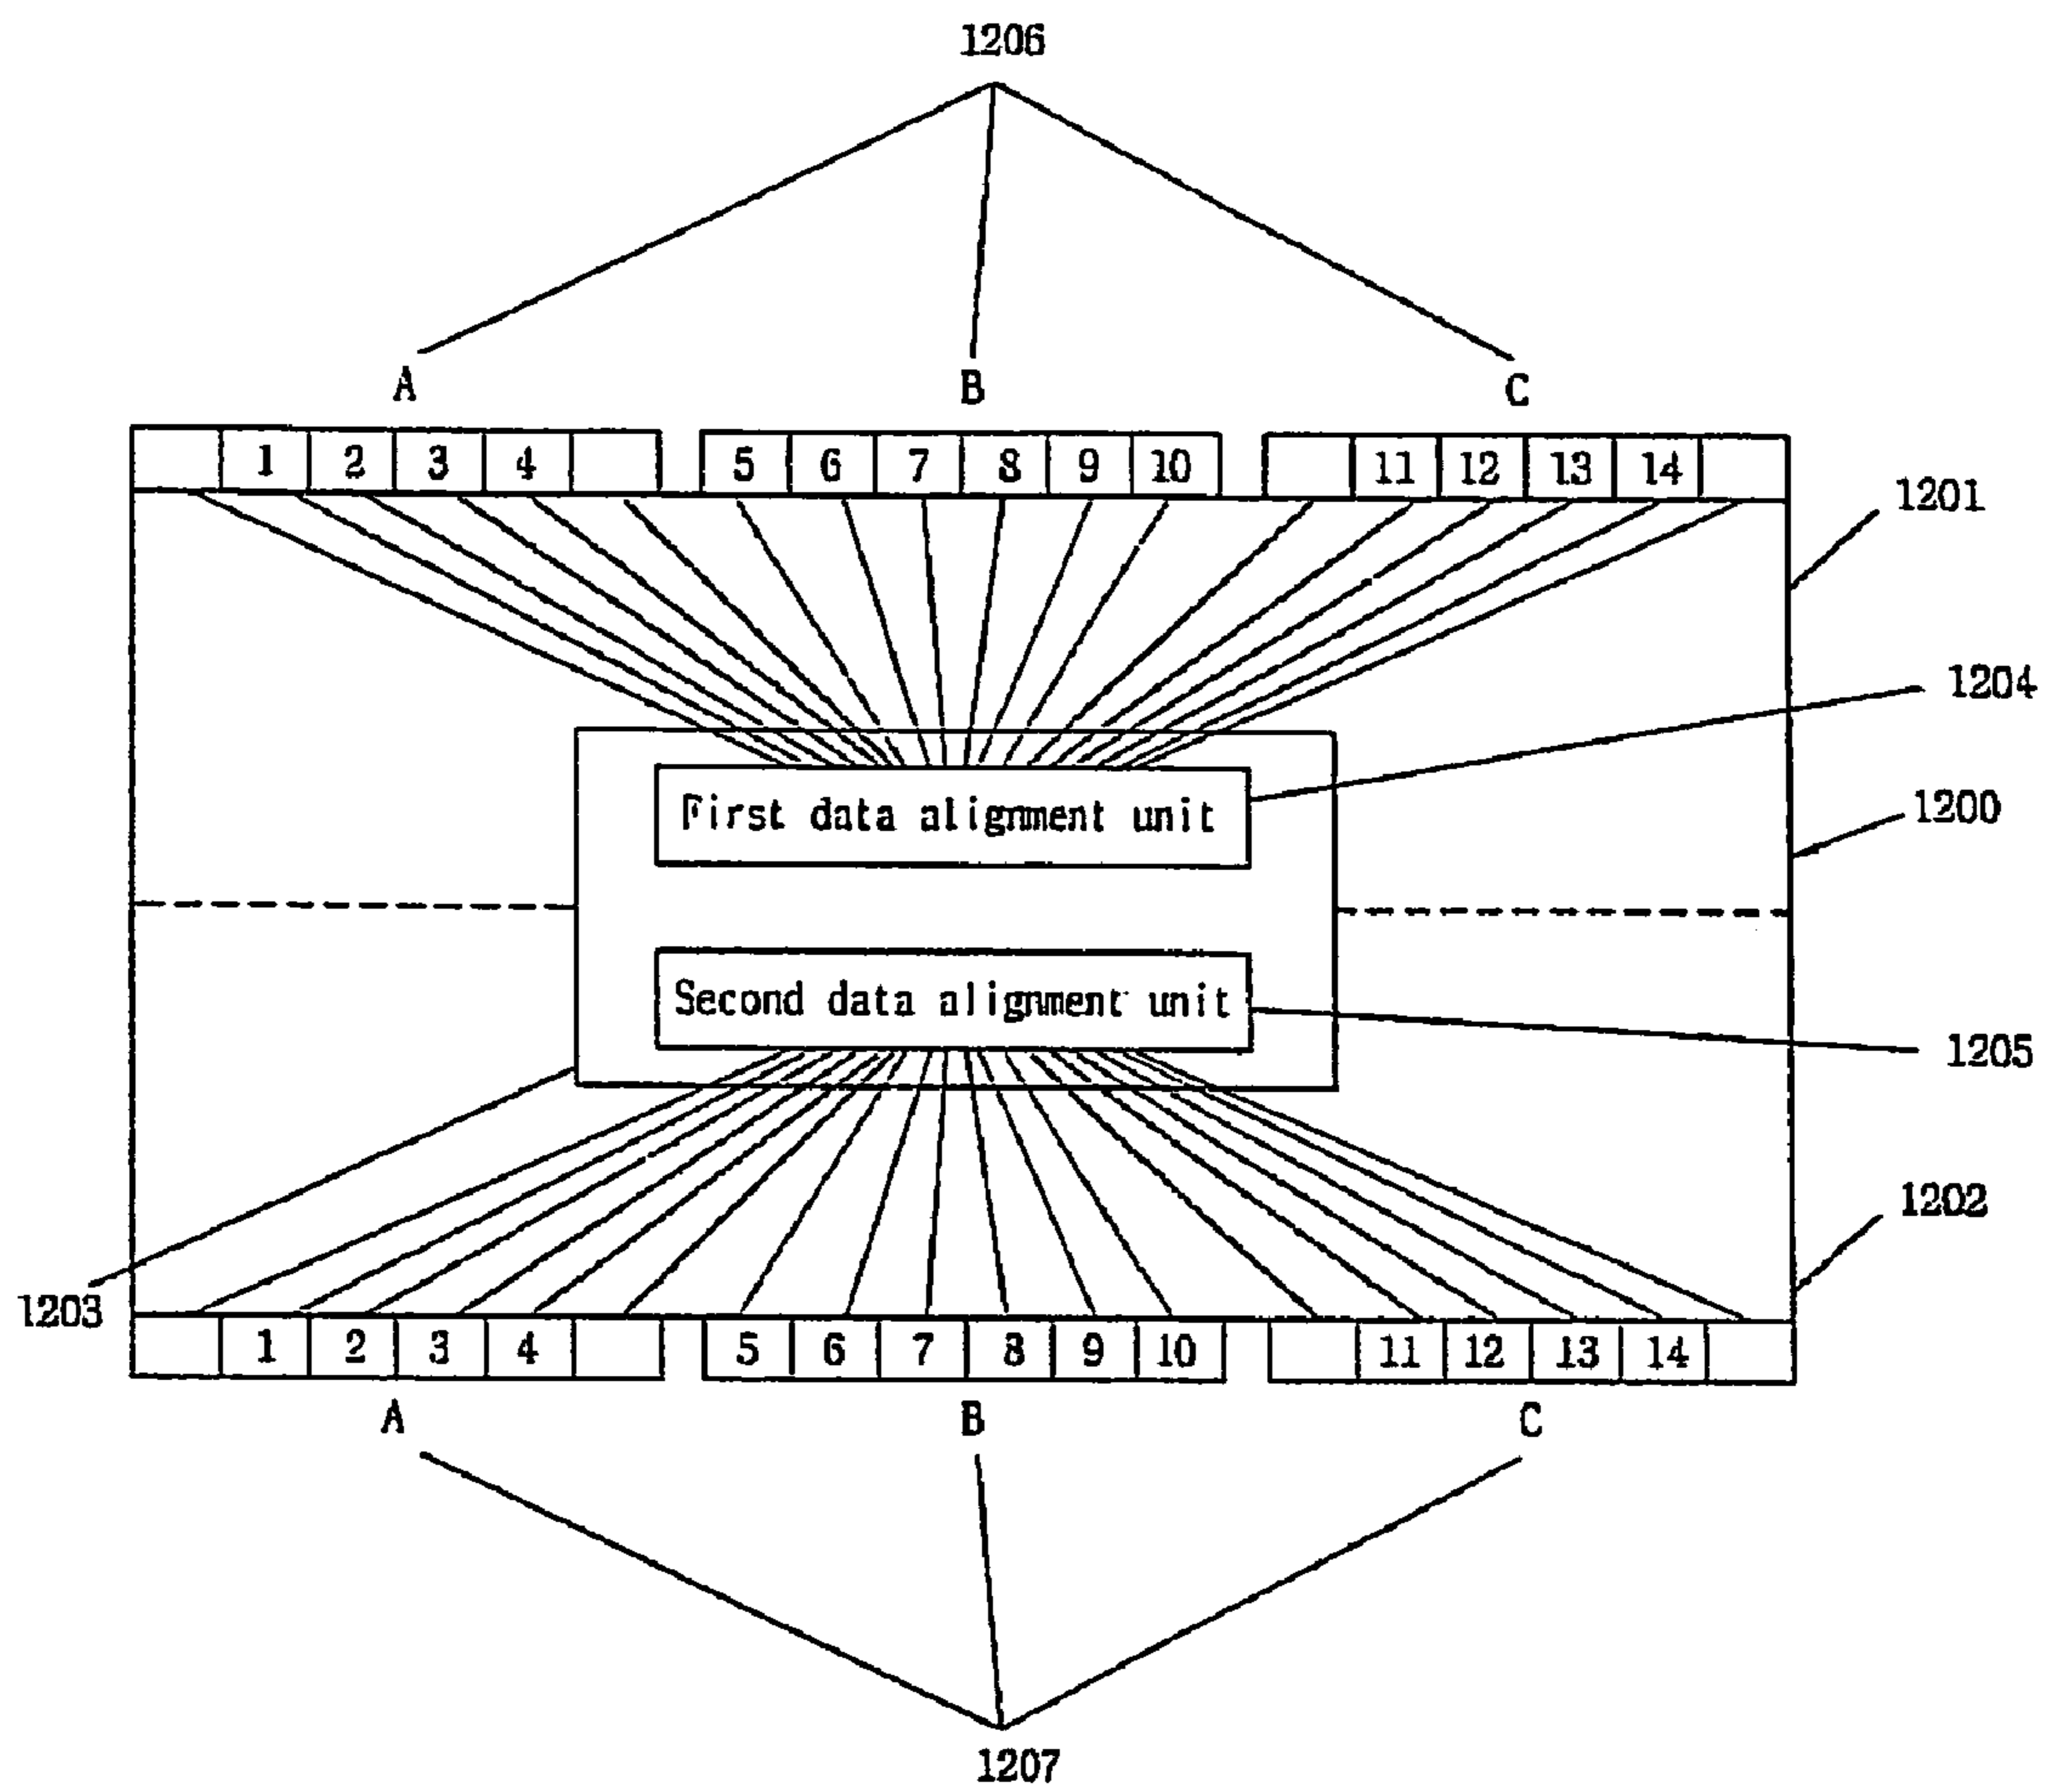 1206
A B C
1 2 3 4 5 6 7 8 9 10 11 12 13 14
1201
1204
First data alignment unit
1200
Second data alignment unit
1205
1202
1203
1 2 3 4 5 6 7 8 9 10 11 12 13 14
A B C
1207